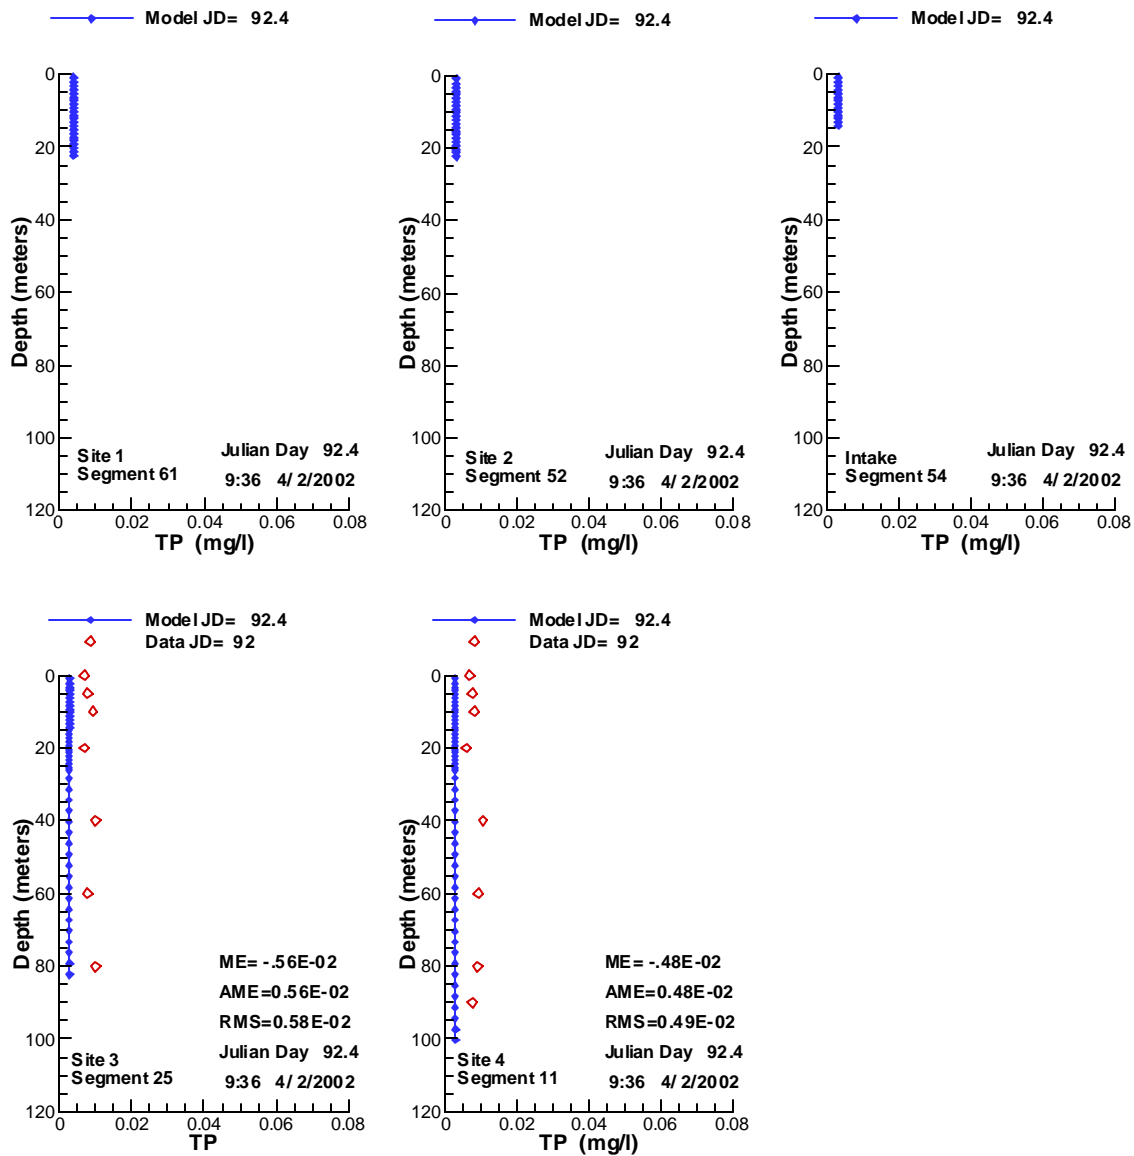 Model JD= 92.4
0
20
40
60
80
100
120
Depth (meters)
Site 1
Segment 61
Julian Day 92.4
9:36 4/ 2/2002
0 0.02 0.04 0.06 0.08
TP (mg/l)
Model JD= 92.4
0
20
40
60
80
100
120
Depth (meters)
Site 2
Segment 52
Julian Day 92.4
9:36 4/ 2/2002
0 0.02 0.04 0.06 0.08
TP (mg/l)
Model JD= 92.4
0
20
40
60
80
100
120
Depth (meters)
Intake
Segment 54
Julian Day 92.4
9:36 4/ 2/2002
0 0.02 0.04 0.06 0.08
TP (mg/l)
Model JD= 92.4
Data JD= 92
0
20
40
60
80
100
120
Depth (meters)
ME= -.56E-02
AME=0.56E-02
RMS=0.58E-02
Site 3
Segment 25
Julian Day 92.4
9:36 4/ 2/2002
0 0.02 0.04 0.06 0.08
TP
Model JD= 92.4
Data JD= 92
0
20
40
60
80
100
120
Depth (meters)
ME= -.48E-02
AME=0.48E-02
RMS=0.49E-02
Site 4
Segment 11
Julian Day 92.4
9:36 4/ 2/2002
0 0.02 0.04 0.06 0.08
TP (mg/l)